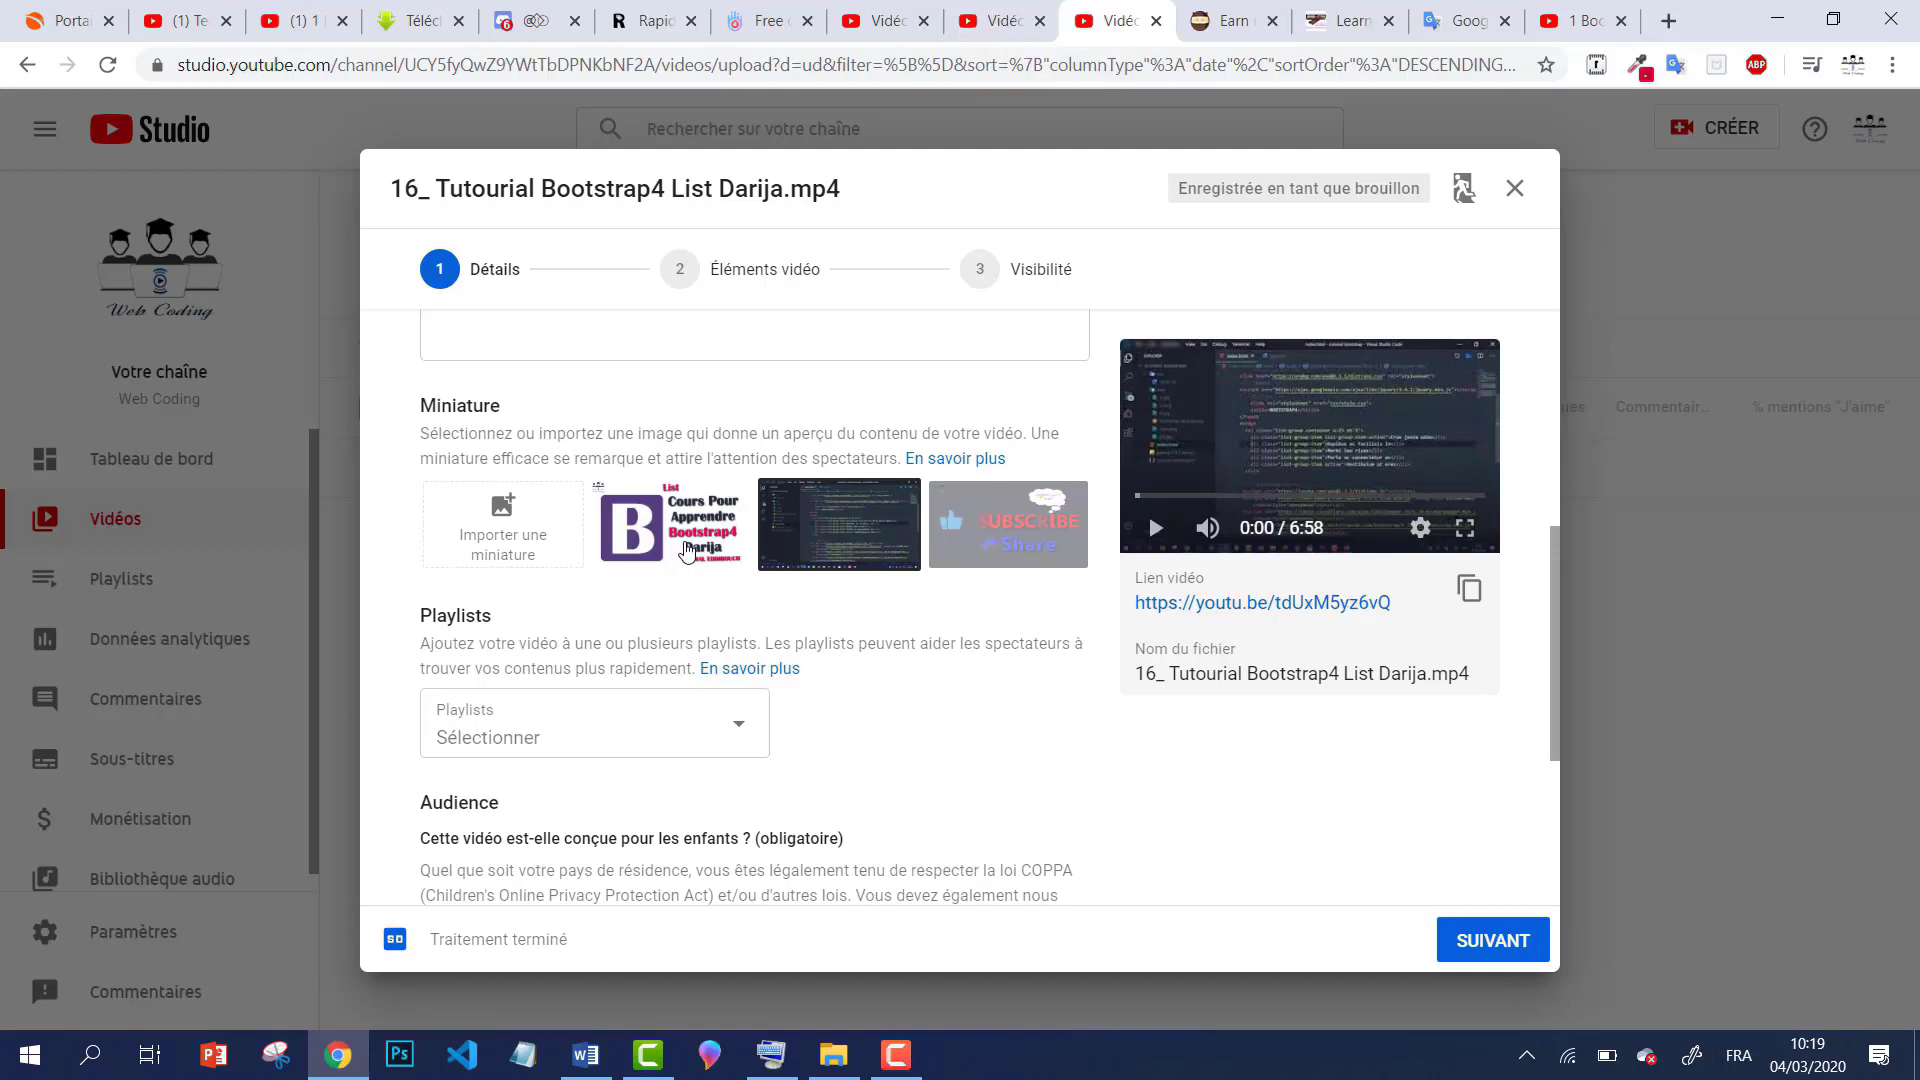 Portai
(1) Te
(1) 1
Téléch
Rapid
Free
Vidéo
Vidéo
Vidéo
Earn
Learn
Goog
1 Boo
studio.youtube.com/channel/UCY5fyQwZ9YWtTbDPNKbNF2A/videos/upload?d=ud&filter=%5B%5D&sort=%7B"columnType"%3A"date"%2C"sortOrder"%3A"DESCENDING...
ABP
Studio
Rechercher sur votre chaîne
CRÉER
16_ Tutourial Bootstrap4 List Darija.mp4
Enregistrée en tant que brouillon
1 Détails
2 Éléments vidéo
3 Visibilité
Web Coding
Votre chaîne
Web Coding
Tableau de bord
Vidéos
Playlists
Données analytiques
Commentaires
Sous-titres
Monétisation
Bibliothèque audio
Paramètres
Commentaires
Miniature
Sélectionnez ou importez une image qui donne un aperçu du contenu de votre vidéo. Une
miniature efficace se remarque et attire l'attention des spectateurs. En savoir plus
Importer une
miniature
List
B
Cours Pour
Apprendre
Bootstrap4
Darija
SUBSCRIBE
Share
Playlists
Ajoutez votre vidéo à une ou plusieurs playlists. Les playlists peuvent aider les spectateurs à
trouver vos contenus plus rapidement. En savoir plus
Playlists
Sélectionner
Audience
Cette vidéo est-elle conçue pour les enfants ? (obligatoire)
Quel que soit votre pays de résidence, vous êtes légalement tenu de respecter la loi COPPA
(Children's Online Privacy Protection Act) et/ou d'autres lois. Vous devez également nous
0:00 / 6:58
Lien vidéo
https://youtu.be/tdUxM5yz6vQ
Nom du fichier
16_ Tutourial Bootstrap4 List Darija.mp4
ques
Commentair...
% mentions "J'aime"
SD
Traitement terminé
SUIVANT
FRA
10:19
04/03/2020